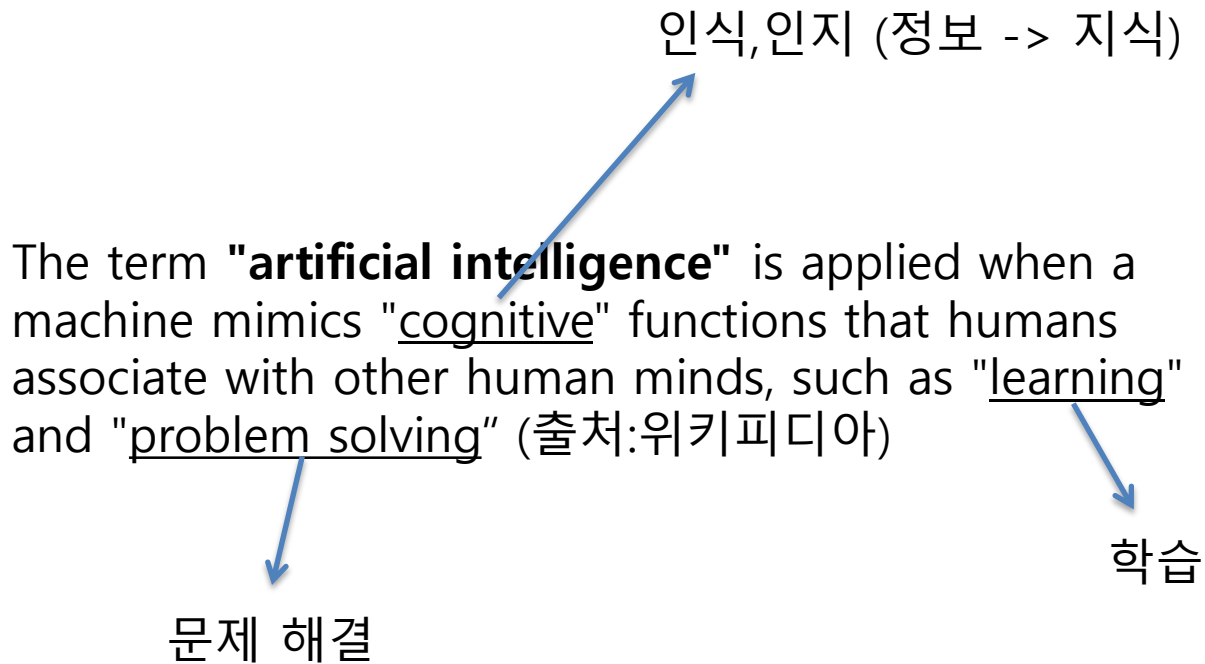 인식,인지 (정보 -> 지식)
The term "artificial intelligence" is applied when a
machine mimics "cognitive" functions that humans
associate with other human minds, such as "learning"
and "problem solving” (출처:위키피디아)
학습
문제 해결